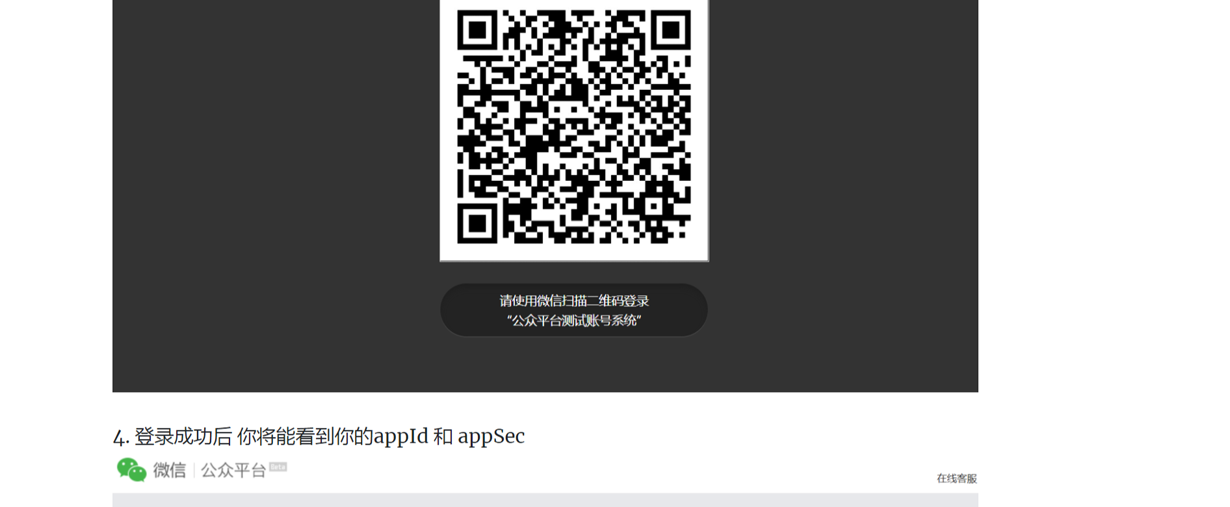 请使用微信扫描二维码登录
“公众平台测试账号系统”
4. 登录成功后 你将能看到你的appId 和 appSec
微信 | 公众平台 Beta
在线客服